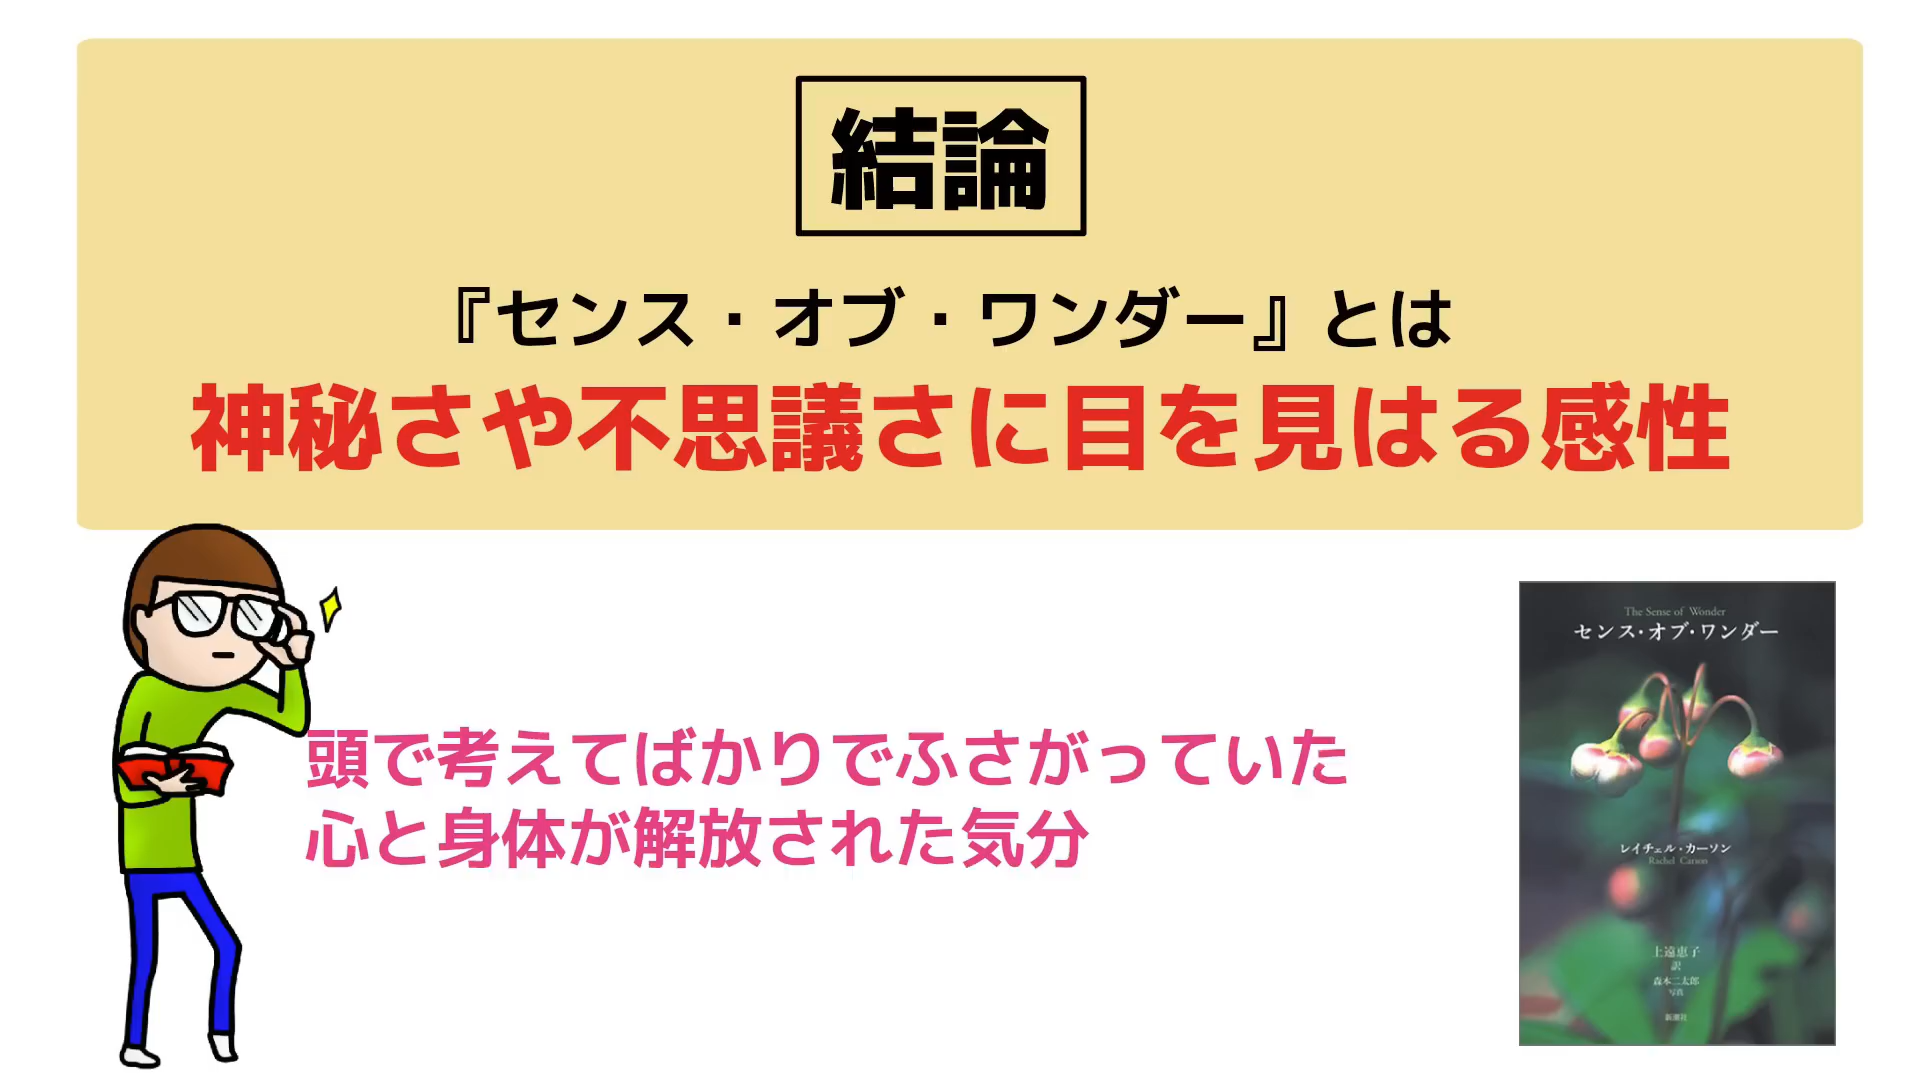 結論
『センス・オブ・ワンダー』とは
神秘さや不思議さに目を見はる感性
頭で考えてばかりでふさがっていた
心と身体が解放された気分
The Sense of Wonder
センス・オブ・ワンダー
レイチェル・カーソン
Rachel Carson
上遠恵子
訳
森本二太郎
写真
新潮社